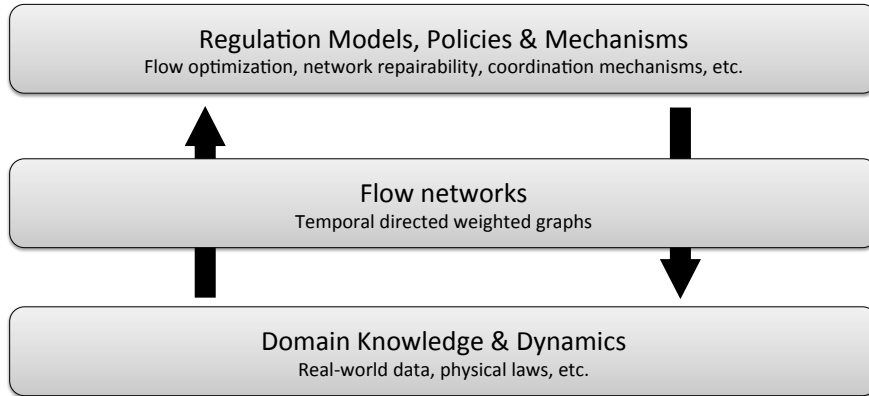 Regulation Models, Policies & Mechanisms
Flow optimization, network repairability, coordination mechanisms, etc.
Flow networks
Temporal directed weighted graphs
Domain Knowledge & Dynamics
Real-world data, physical laws, etc.